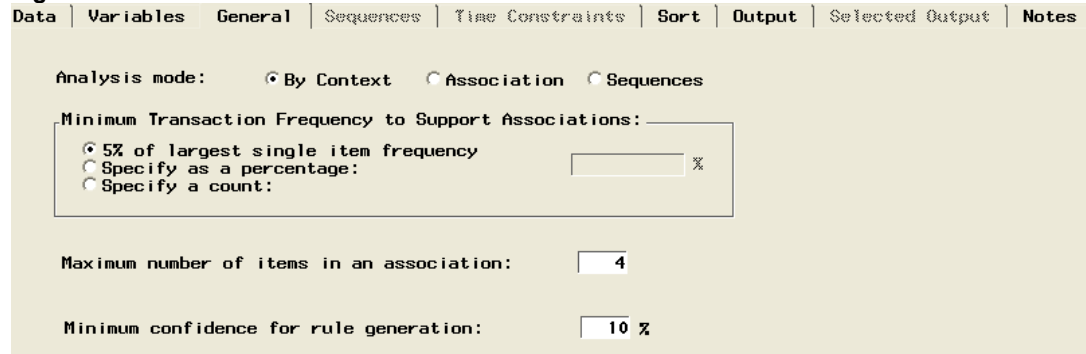 Data Variables General Sequences Time Constraints Sort Output Selected Output Notes
Analysis mode: By Context Association Sequences
Minimum Transaction Frequency to Support Associations:
5% of largest single item frequency
Specify as a percentage: %
Specify a count:
Maximum number of items in an association: 4
Minimum confidence for rule generation: 10 %